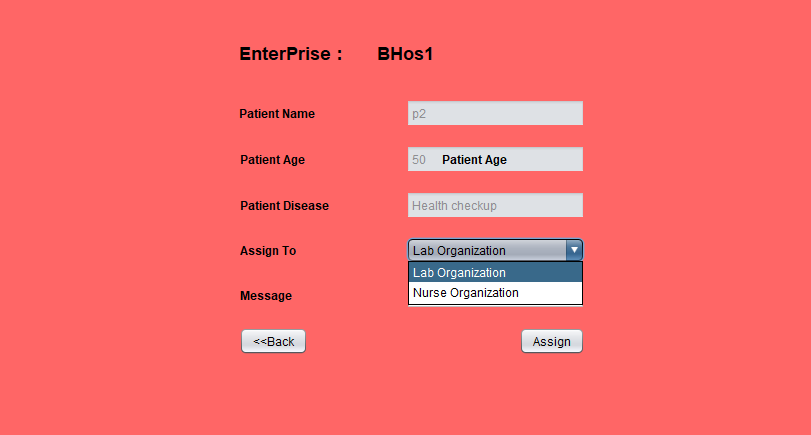 EnterPrise : BHos1
Patient Name p2
Patient Age 50 Patient Age
Patient Disease Health checkup
Assign To Lab Organization
Lab Organization
Nurse Organization
Message
<<Back Assign